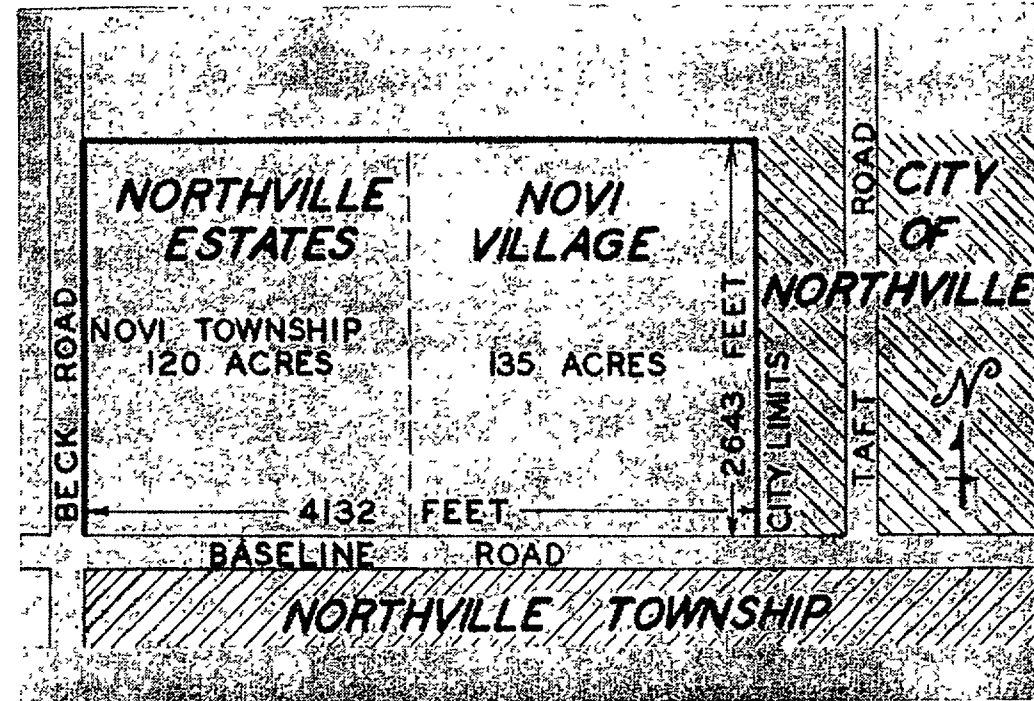 NORTHVILLE
ESTATES
NOVI TOWNSHIP
120 ACRES
NOVI
VILLAGE
135 ACRES
CITY
OF
NORTHVILLE
BECK ROAD
2643 FEET
CITY LIMITS
TAFT ROAD
N
4132 FEET
BASELINE ROAD
NORTHVILLE TOWNSHIP